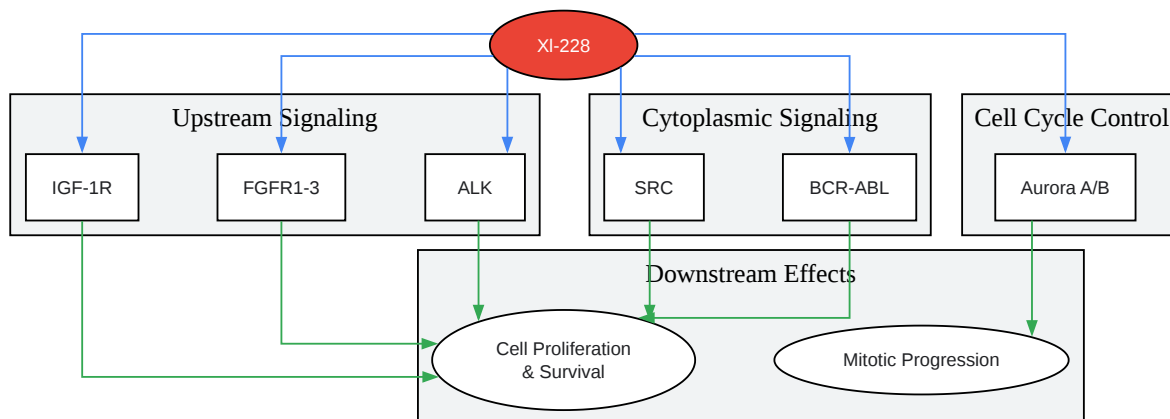 Xl-228
Upstream Signaling
Cytoplasmic Signaling
Cell Cycle Control
IGF-1R
FGFR1-3
ALK
SRC
BCR-ABL
Aurora A/B
Downstream Effects
Cell Proliferation
& Survival
Mitotic Progression